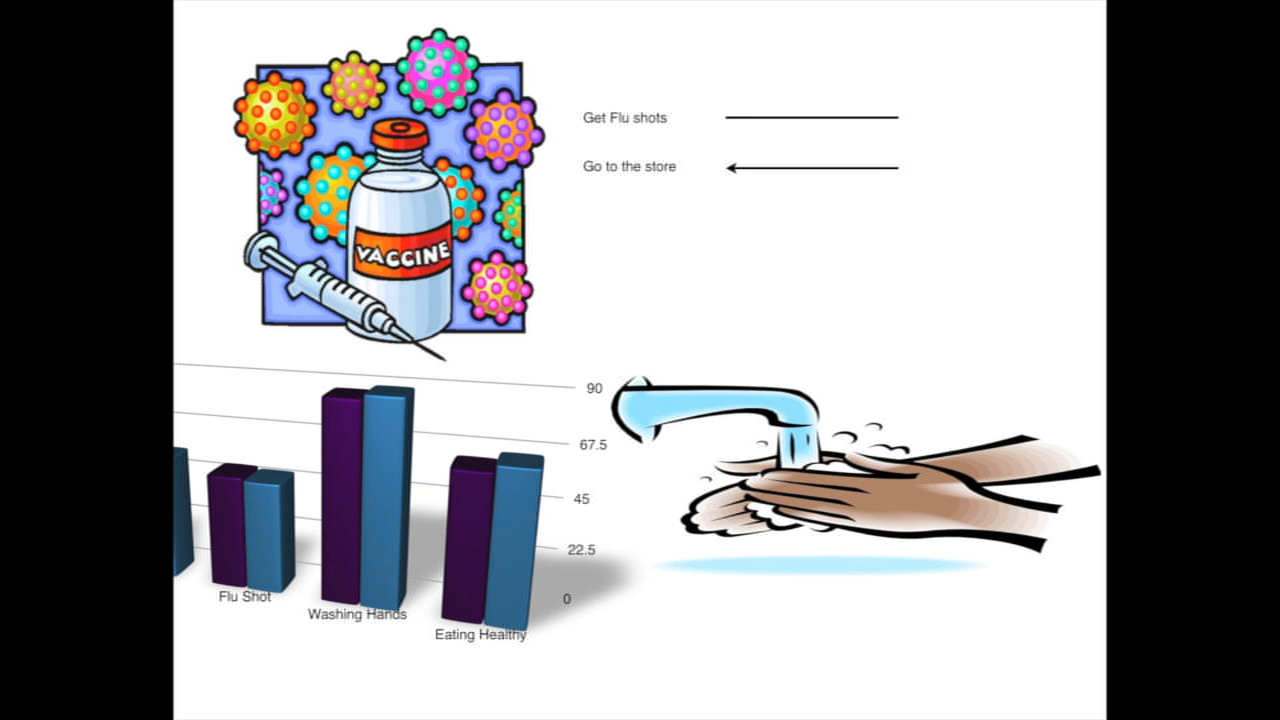 Get Flu shots
Go to the store
VACCINE
90
67.5
45
22.5
0
Flu Shot
Washing Hands
Eating Healthy